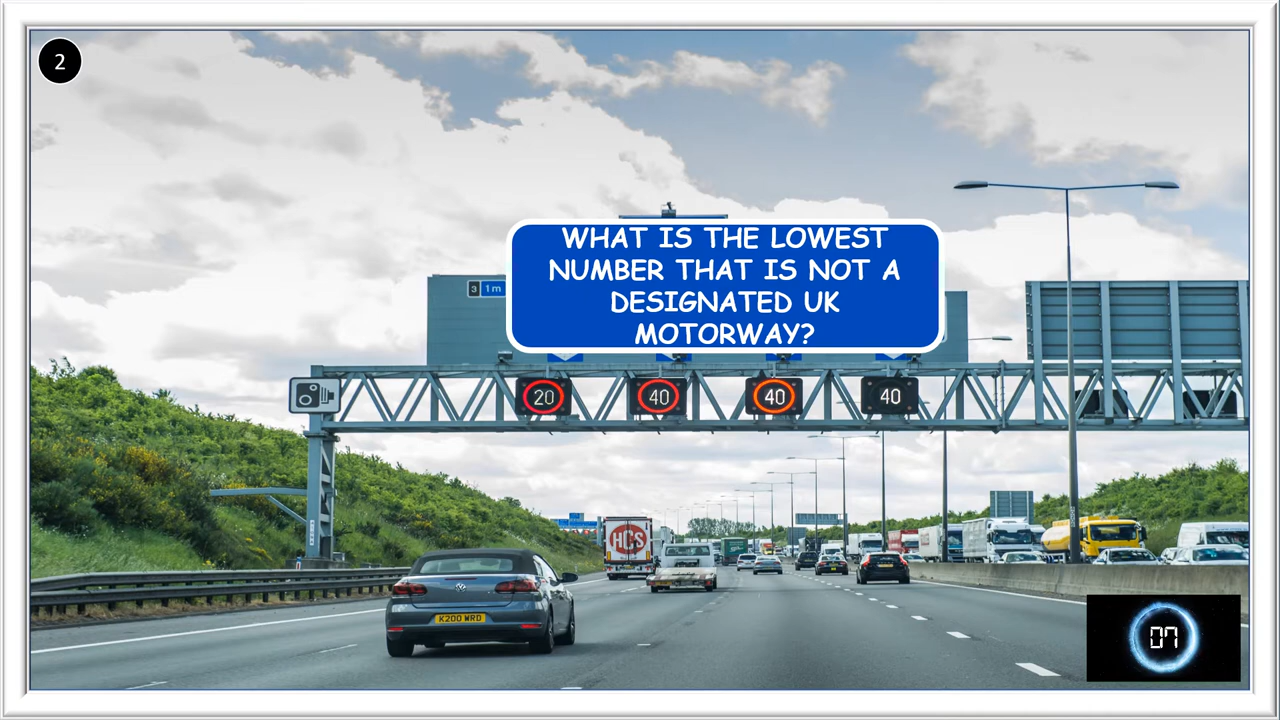 2
WHAT IS THE LOWEST
NUMBER THAT IS NOT A
DESIGNATED UK
MOTORWAY?
3 1m
20 40 40 40
HCS
K200 WRD
07